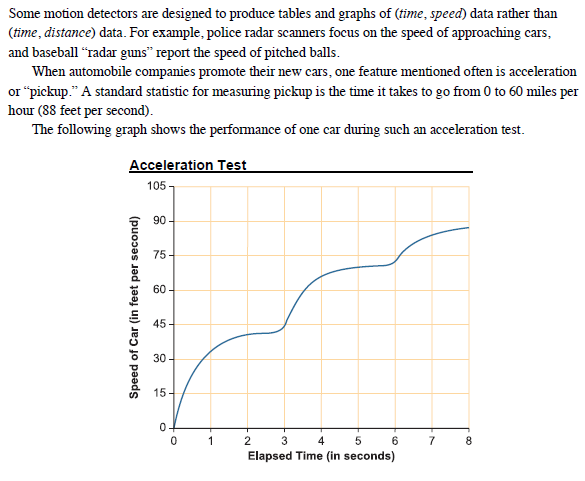 Some motion detectors are designed to produce tables and graphs of (time, speed) data rather than
(time, distance) data. For example, police radar scanners focus on the speed of approaching cars,
and baseball “radar guns” report the speed of pitched balls.
When automobile companies promote their new cars, one feature mentioned often is acceleration
or “pickup.” A standard statistic for measuring pickup is the time it takes to go from 0 to 60 miles per
hour (88 feet per second).
The following graph shows the performance of one car during such an acceleration test.
Acceleration Test
Speed of Car (in feet per second)
105
90
75
60
45
30
15
0
0 1 2 3 4 5 6 7 8
Elapsed Time (in seconds)